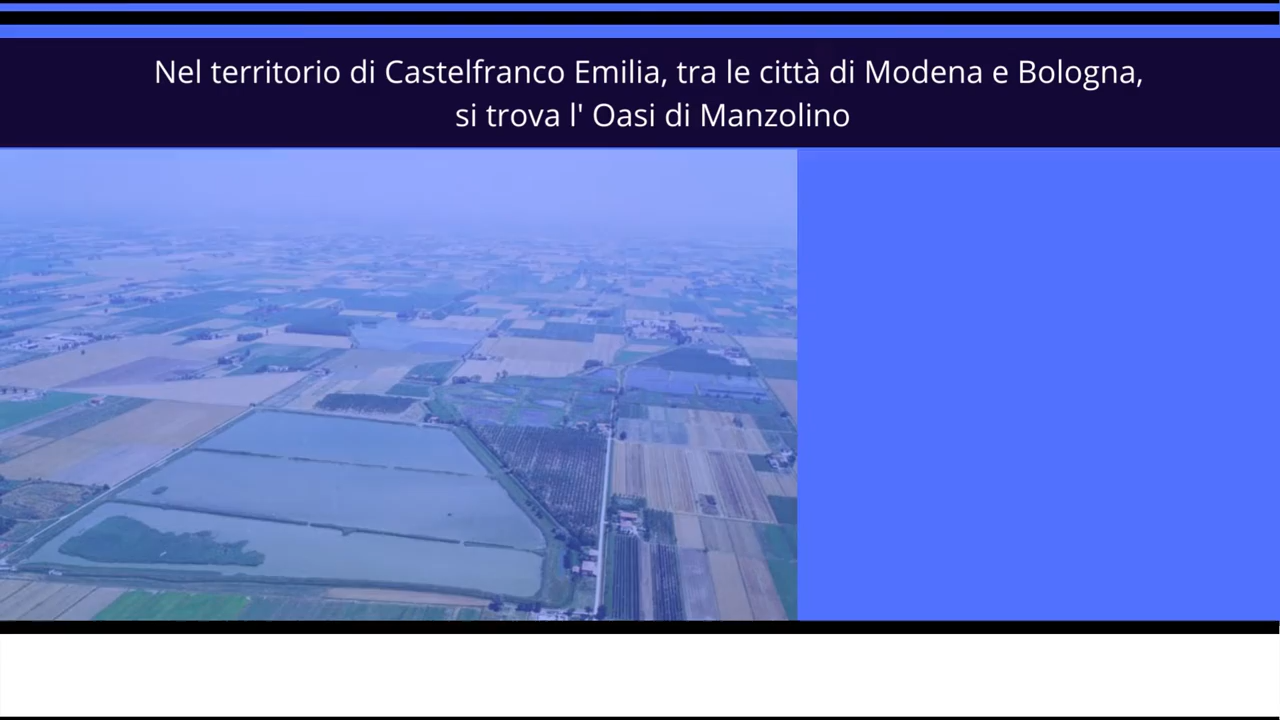 Nel territorio di Castelfranco Emilia, tra le città di Modena e Bologna,
si trova l' Oasi di Manzolino